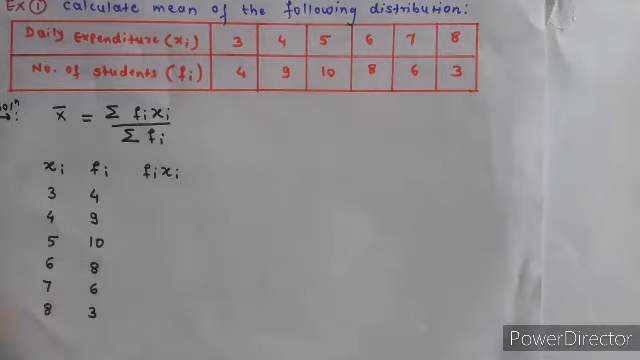 Ex ① Calculate mean of the following distribution:
Daily Expenditure (xi) 3 4 5 6 7 8
No. of students (fi) 4 9 10 8 6 3
Solⁿ →: x̄ = Σ fixi / Σ fi
xi fi fixi
3 4
4 9
5 10
6 8
7 6
8 3
PowerDirector